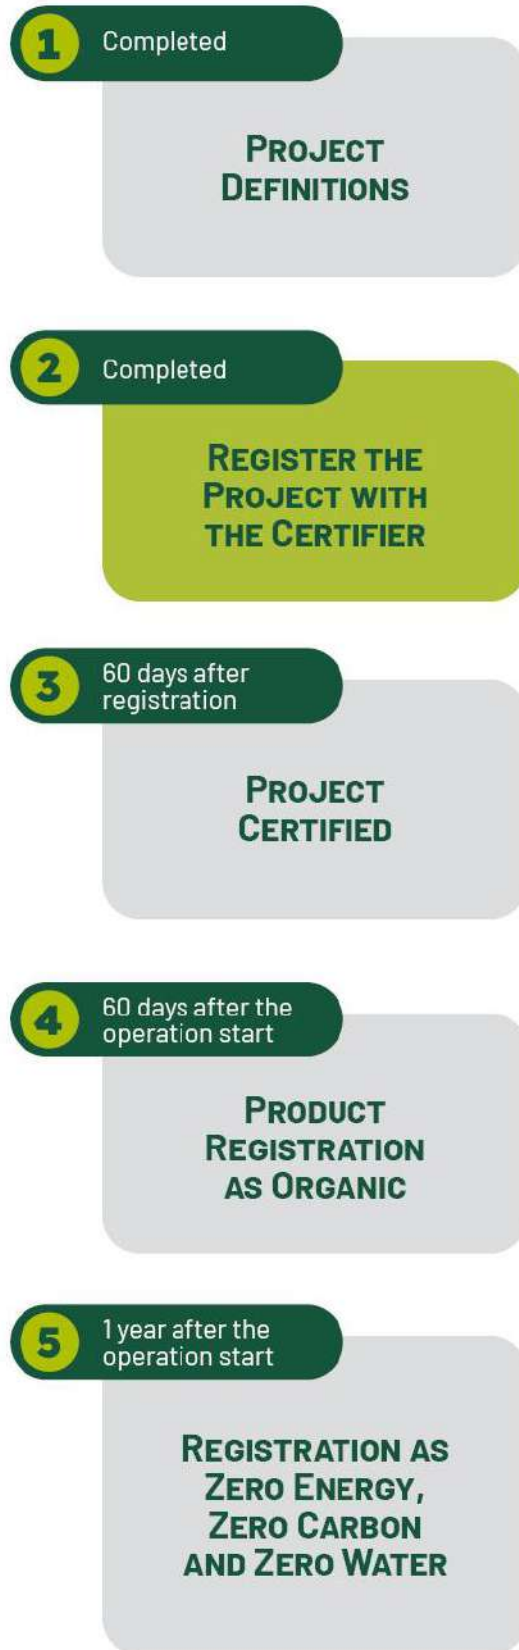 1
Completed
PROJECT
DEFINITIONS
2
Completed
REGISTER THE
PROJECT WITH
THE CERTIFIER
3
60 days after
registration
PROJECT
CERTIFIED
4
60 days after the
operation start
PRODUCT
REGISTRATION
AS ORGANIC
5
1 year after the
operation start
REGISTRATION AS
ZERO ENERGY,
ZERO CARBON
AND ZERO WATER